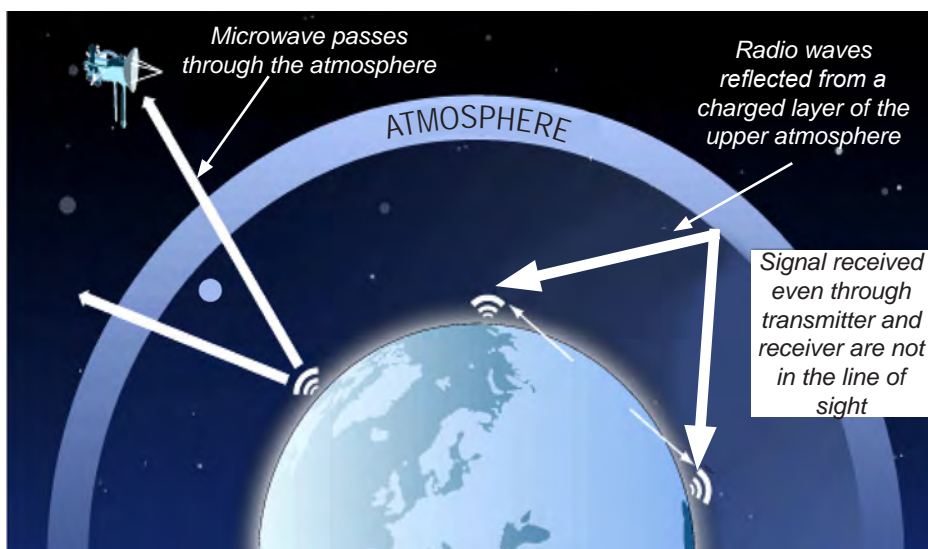 Microwave passes
through the atmosphere
ATMOSPHERE
Radio waves
reflected from a
charged layer of the
upper atmosphere
Signal received
even through
transmitter and
receiver are not
in the line of
sight